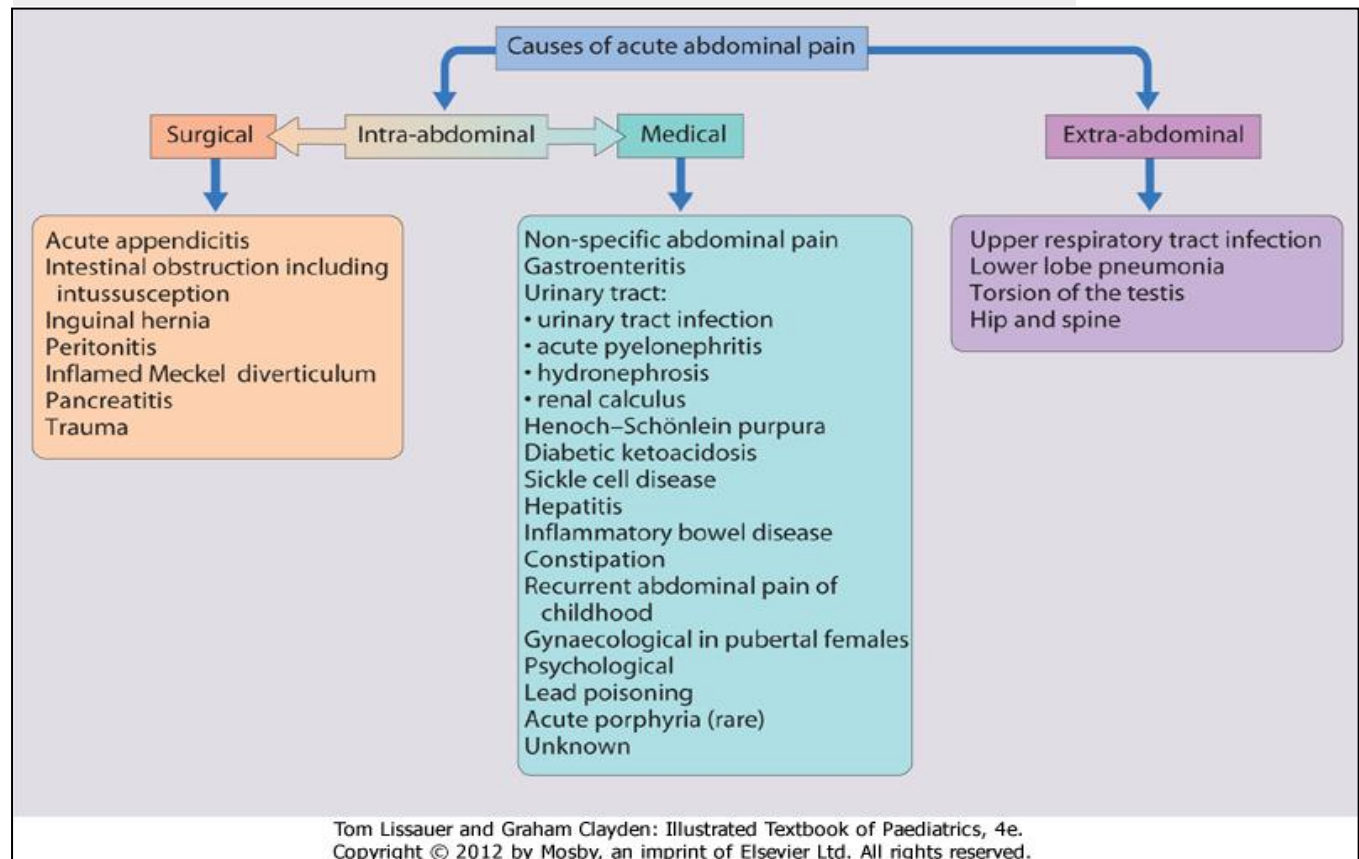 Causes of acute abdominal pain
Surgical
Intra-abdominal
Medical
Extra-abdominal
Acute appendicitis
Intestinal obstruction including
intussusception
Inguinal hernia
Peritonitis
Inflamed Meckel diverticulum
Pancreatitis
Trauma
Non-specific abdominal pain
Gastroenteritis
Urinary tract:
• urinary tract infection
• acute pyelonephritis
• hydronephrosis
• renal calculus
Henoch–Schönlein purpura
Diabetic ketoacidosis
Sickle cell disease
Hepatitis
Inflammatory bowel disease
Constipation
Recurrent abdominal pain of
childhood
Gynaecological in pubertal females
Psychological
Lead poisoning
Acute porphyria (rare)
Unknown
Upper respiratory tract infection
Lower lobe pneumonia
Torsion of the testis
Hip and spine
Tom Lissauer and Graham Clayden: Illustrated Textbook of Paediatrics, 4e.
Copyright © 2012 by Mosby, an imprint of Elsevier Ltd. All rights reserved.